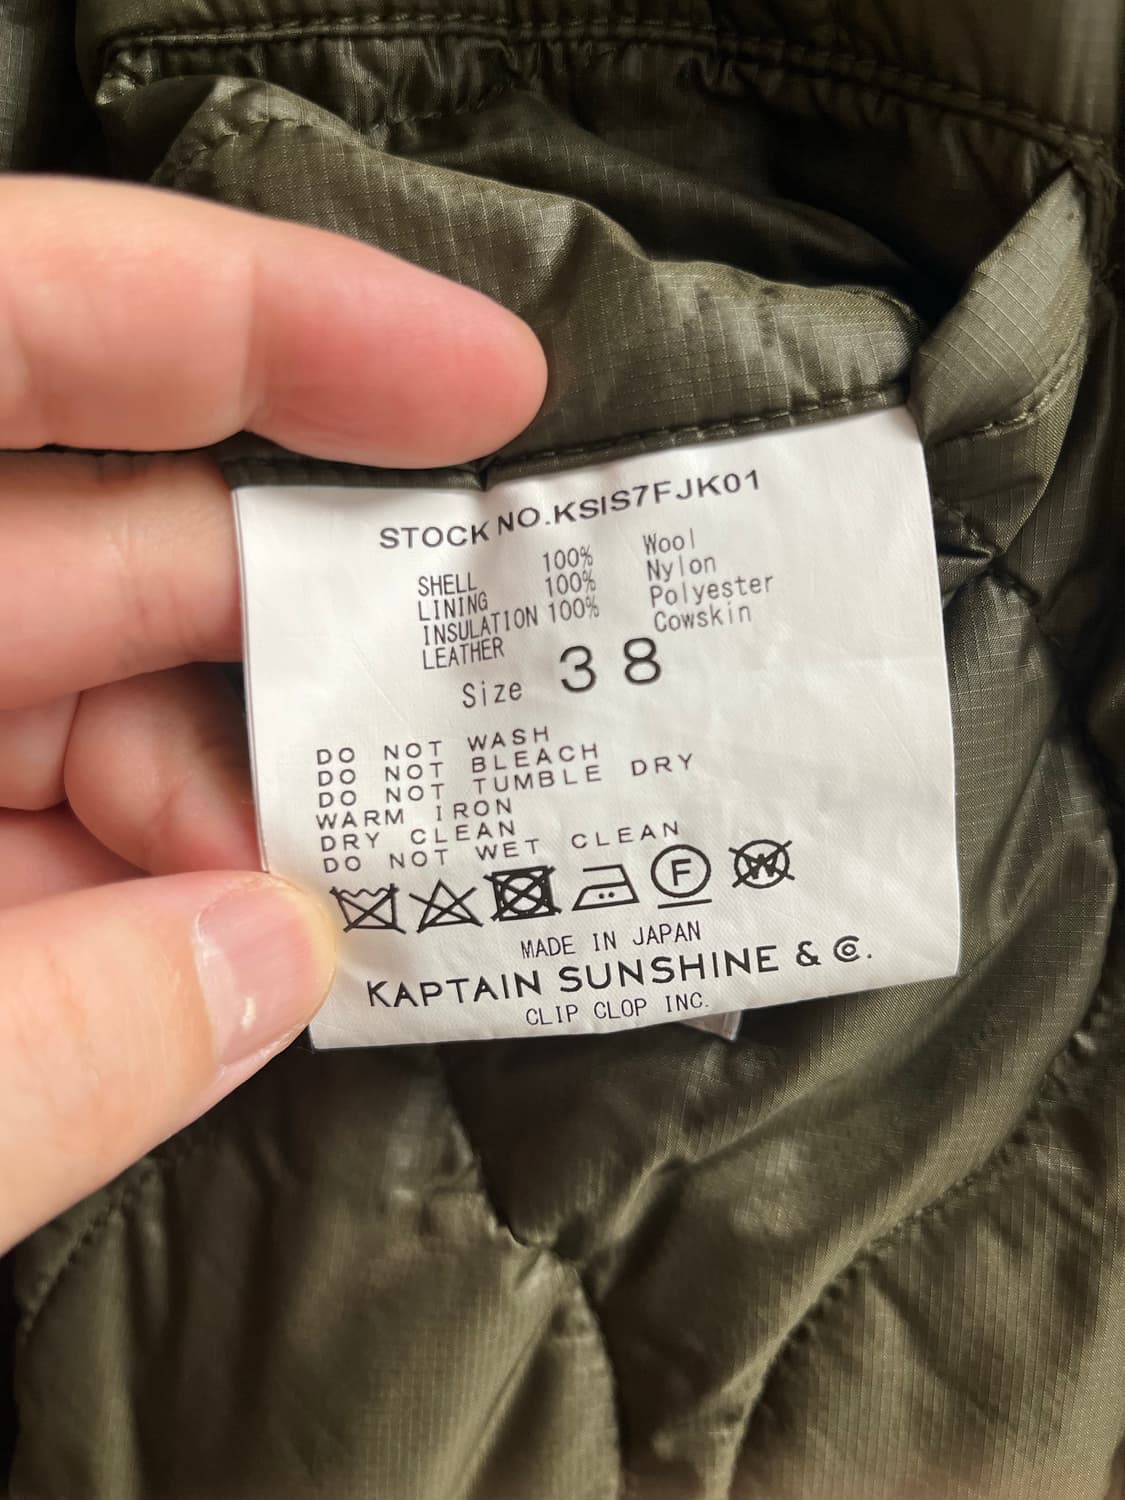 STOCK NO.KSIS7FJK01
SHELL 100% Wool
LINING 100% Nylon
INSULATION 100% Polyester
LEATHER Cowskin
Size 38
DO NOT WASH
DO NOT BLEACH
DO NOT TUMBLE DRY
WARM IRON
DRY CLEAN
DO NOT WET CLEAN
F W
MADE IN JAPAN
KAPTAIN SUNSHINE & Co.
CLIP CLOP INC.